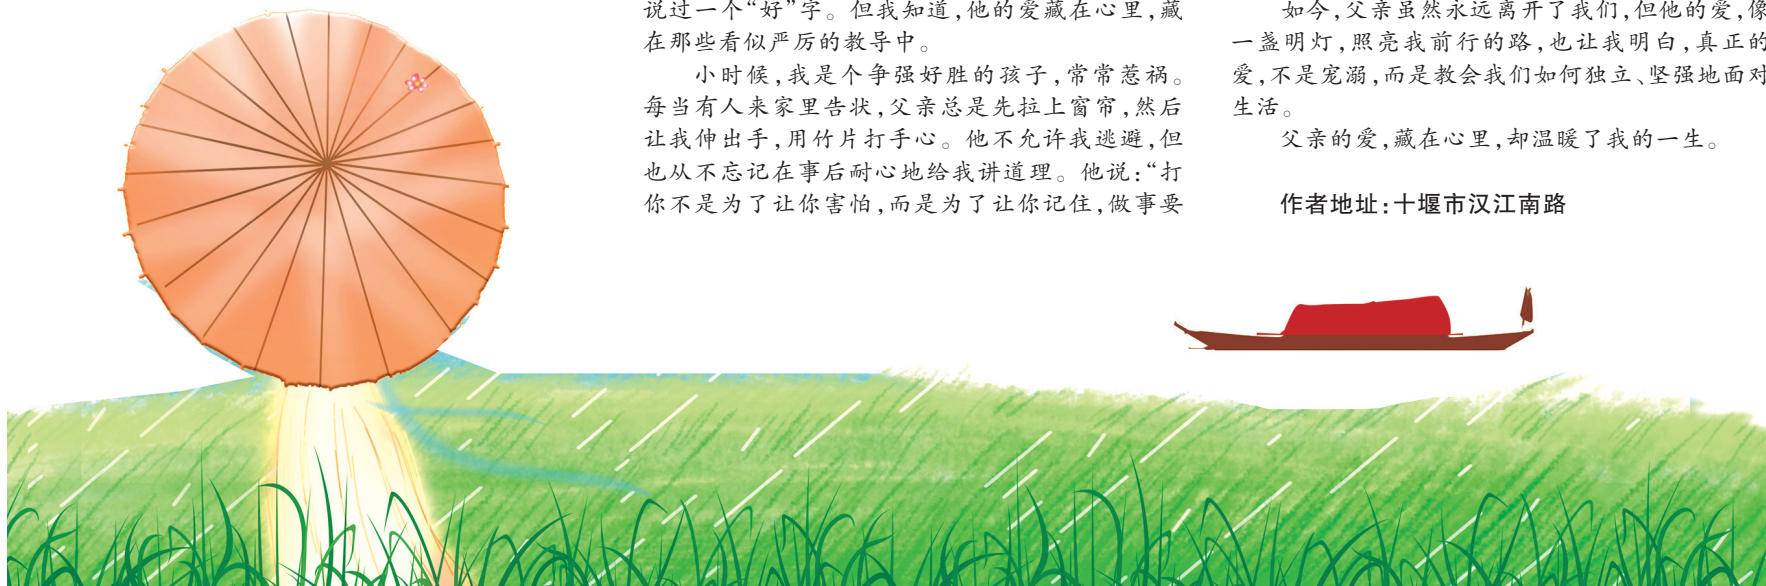 说过一个“好”字。但我知道,他的爱藏在心里,藏
在那些看似严厉的教导中。
小时候,我是个争强好胜的孩子,常常惹祸。
每当有人来家里告状,父亲总是先拉上窗帘,然后
让我伸出手,用竹片打手心。他不允许我逃避,但
也从不忘记在事后耐心地给我讲道理。他说:“打
你不是为了让你害怕,而是为了让你记住,做事要
如今,父亲虽然永远离开了我们,但他的爱,像
一盏明灯,照亮我前行的路,也让我明白,真正的
爱,不是宠溺,而是教会我们如何独立、坚强地面对
生活。
父亲的爱,藏在心里,却温暖了我的一生。
作者地址:十堰市汉江南路